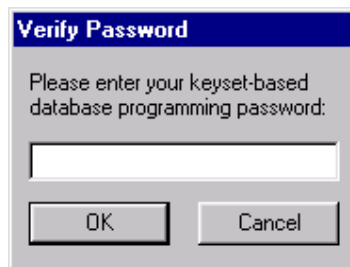 Verify Password
Please enter your keyset-based
database programming password:
OK
Cancel